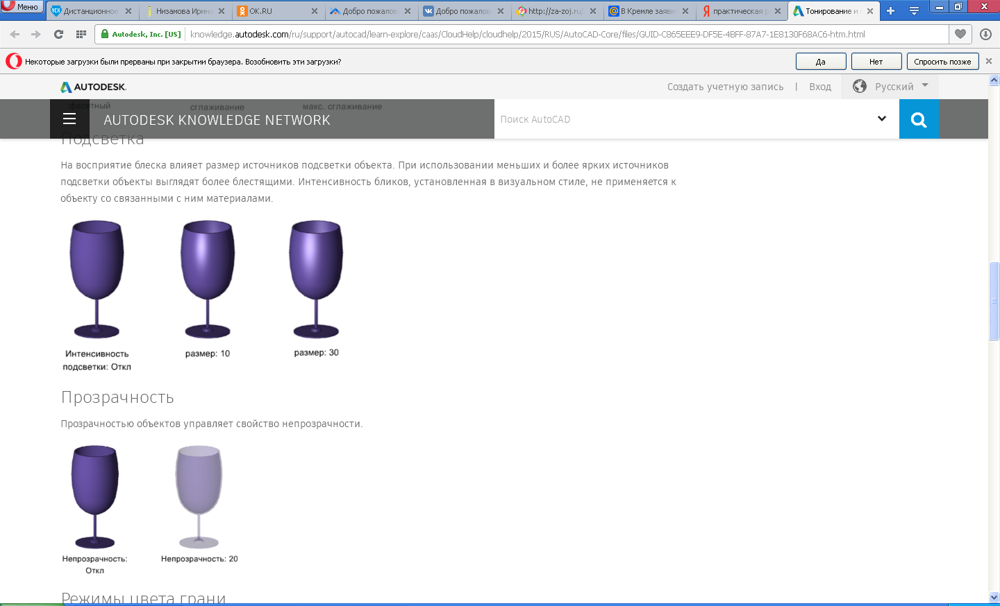 Меню
Дистанционное
Низамова Ирина
OK.RU
Добро пожалов
Добро пожалов
http://za-zoj.ru/
В Кремле заяви
практическая р
Тонирование и
Autodesk, Inc. [US]
knowledge.autodesk.com/ru/support/autocad/learn-explore/caas/CloudHelp/cloudhelp/2015/RUS/AutoCAD-Core/files/GUID-C865EEE9-DF5E-4BFF-87A7-1E8130F68AC6-htm.html
Некоторые загрузки были прерваны при закрытии браузера. Возобновить эти загрузки?
Да
Нет
Спросить позже
AUTODESK.
Создать учетную запись | Вход
Русский
фасетный
сглаживание
макс. сглаживание
AUTODESK KNOWLEDGE NETWORK
Поиск AutoCAD
Подсветка
На восприятие блеска влияет размер источников подсветки объекта. При использовании меньших и более ярких источников
подсветки объекты выглядят более блестящими. Интенсивность бликов, установленная в визуальном стиле, не применяется к
объекту со связанными с ним материалами.
Интенсивность
подсветки: Откл
размер: 10
размер: 30
Прозрачность
Прозрачностью объектов управляет свойство непрозрачности.
Непрозрачность:
Откл
Непрозрачность: 20
Режимы цвета грани